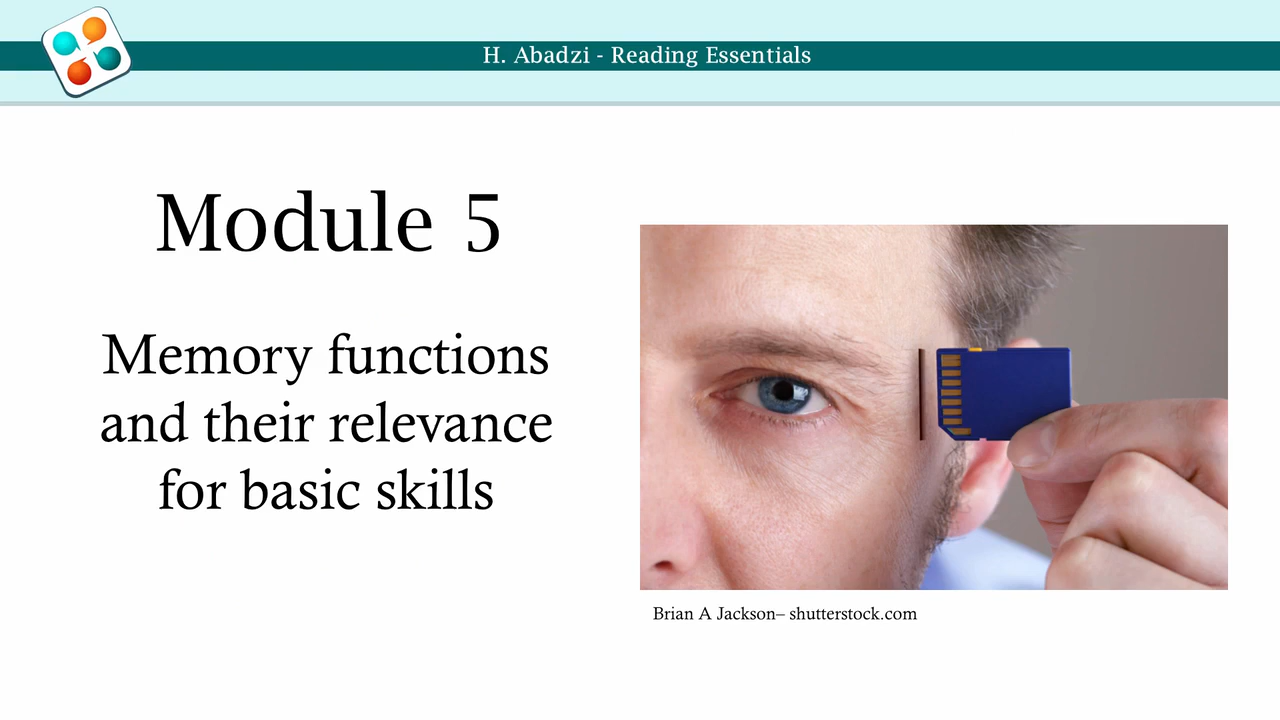 H. Abadzi - Reading Essentials
Module 5
Memory functions
and their relevance
for basic skills
Brian A Jackson– shutterstock.com